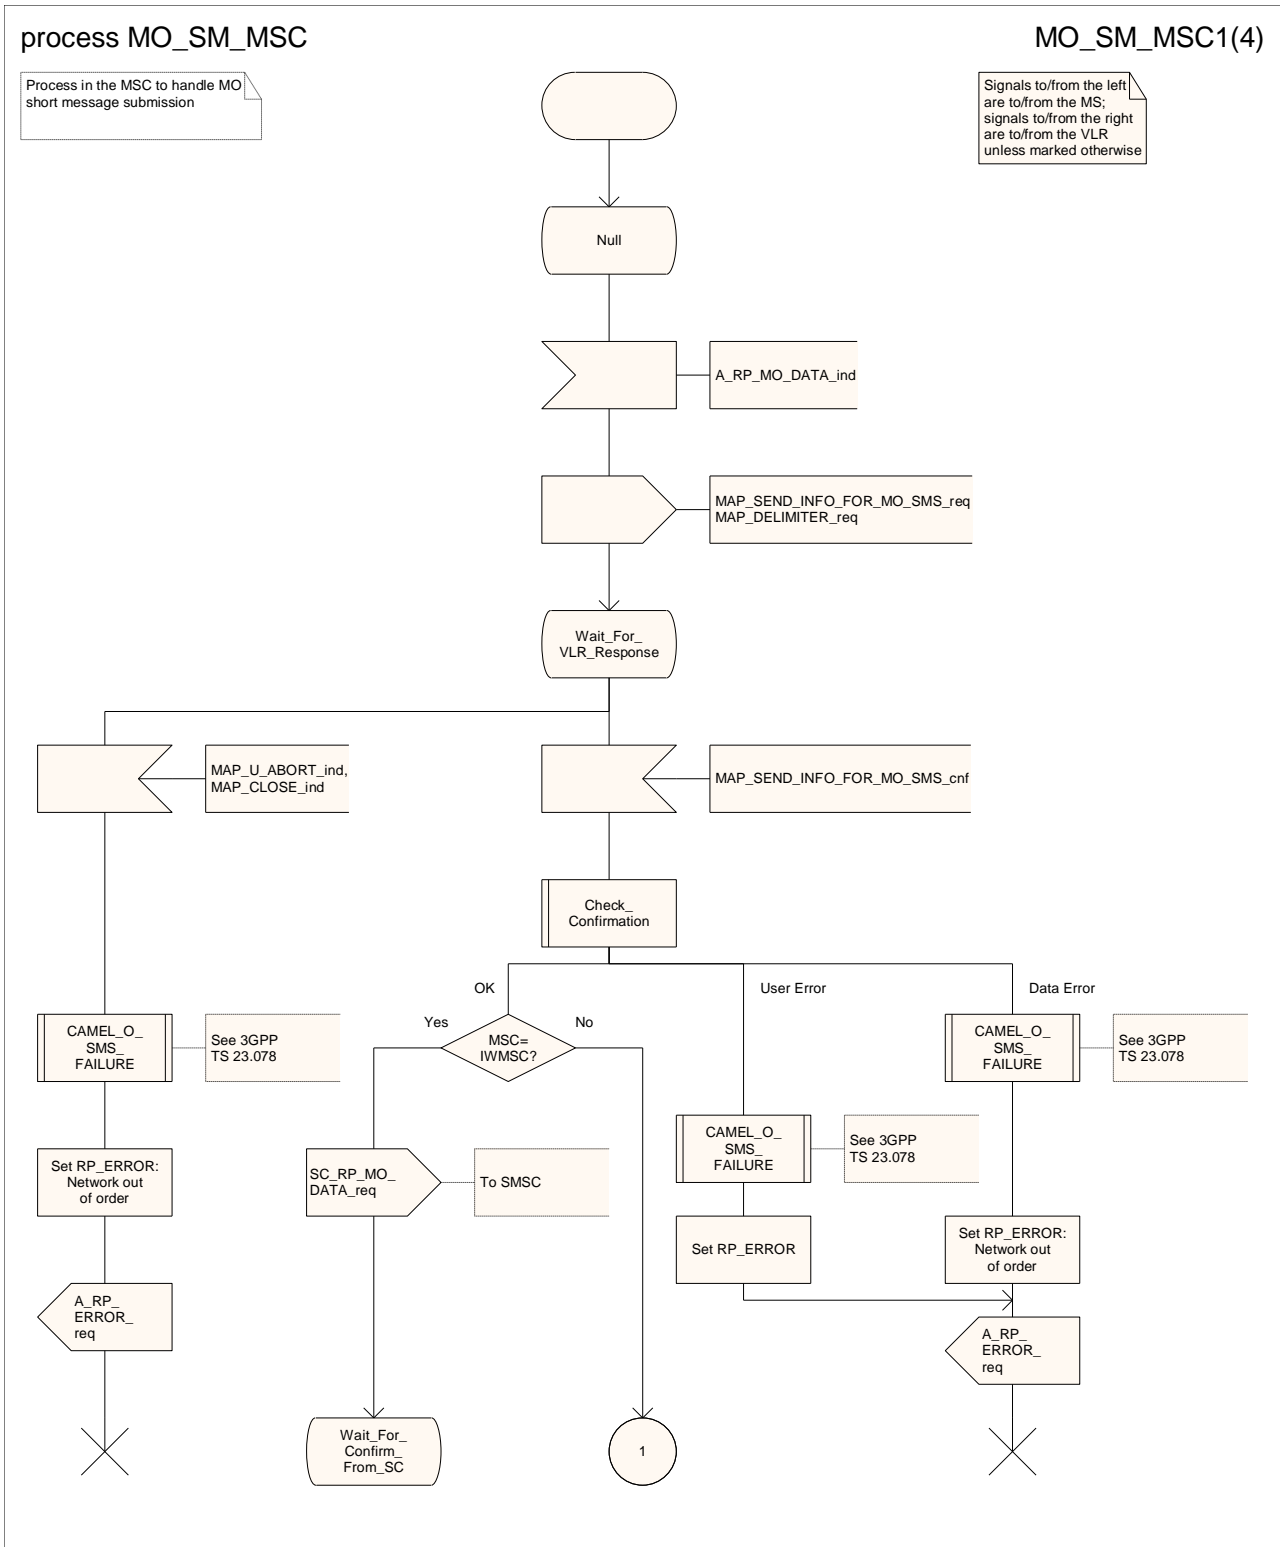 process MO_SM_MSC
MO_SM_MSC1(4)
Process in the MSC to handle MO
short message submission
Signals to/from the left
are to/from the MS;
signals to/from the right
are to/from the VLR
unless marked otherwise
Null
A_RP_MO_DATA_ind
MAP_SEND_INFO_FOR_MO_SMS_req
MAP_DELIMITER_req
Wait_For_
VLR_Response
MAP_U_ABORT_ind,
MAP_CLOSE_ind
MAP_SEND_INFO_FOR_MO_SMS_cnf
Check_
Confirmation
OK
User Error
Data Error
Yes
No
CAMEL_O_
SMS_
FAILURE
See 3GPP
TS 23.078
MSC=
IWMSC?
CAMEL_O_
SMS_
FAILURE
See 3GPP
TS 23.078
CAMEL_O_
SMS_
FAILURE
See 3GPP
TS 23.078
Set RP_ERROR:
Network out
of order
SC_RP_MO_
DATA_req
To SMSC
Set RP_ERROR
Set RP_ERROR:
Network out
of order
A_RP_
ERROR_
req
A_RP_
ERROR_
req
Wait_For_
Confirm_
From_SC
1